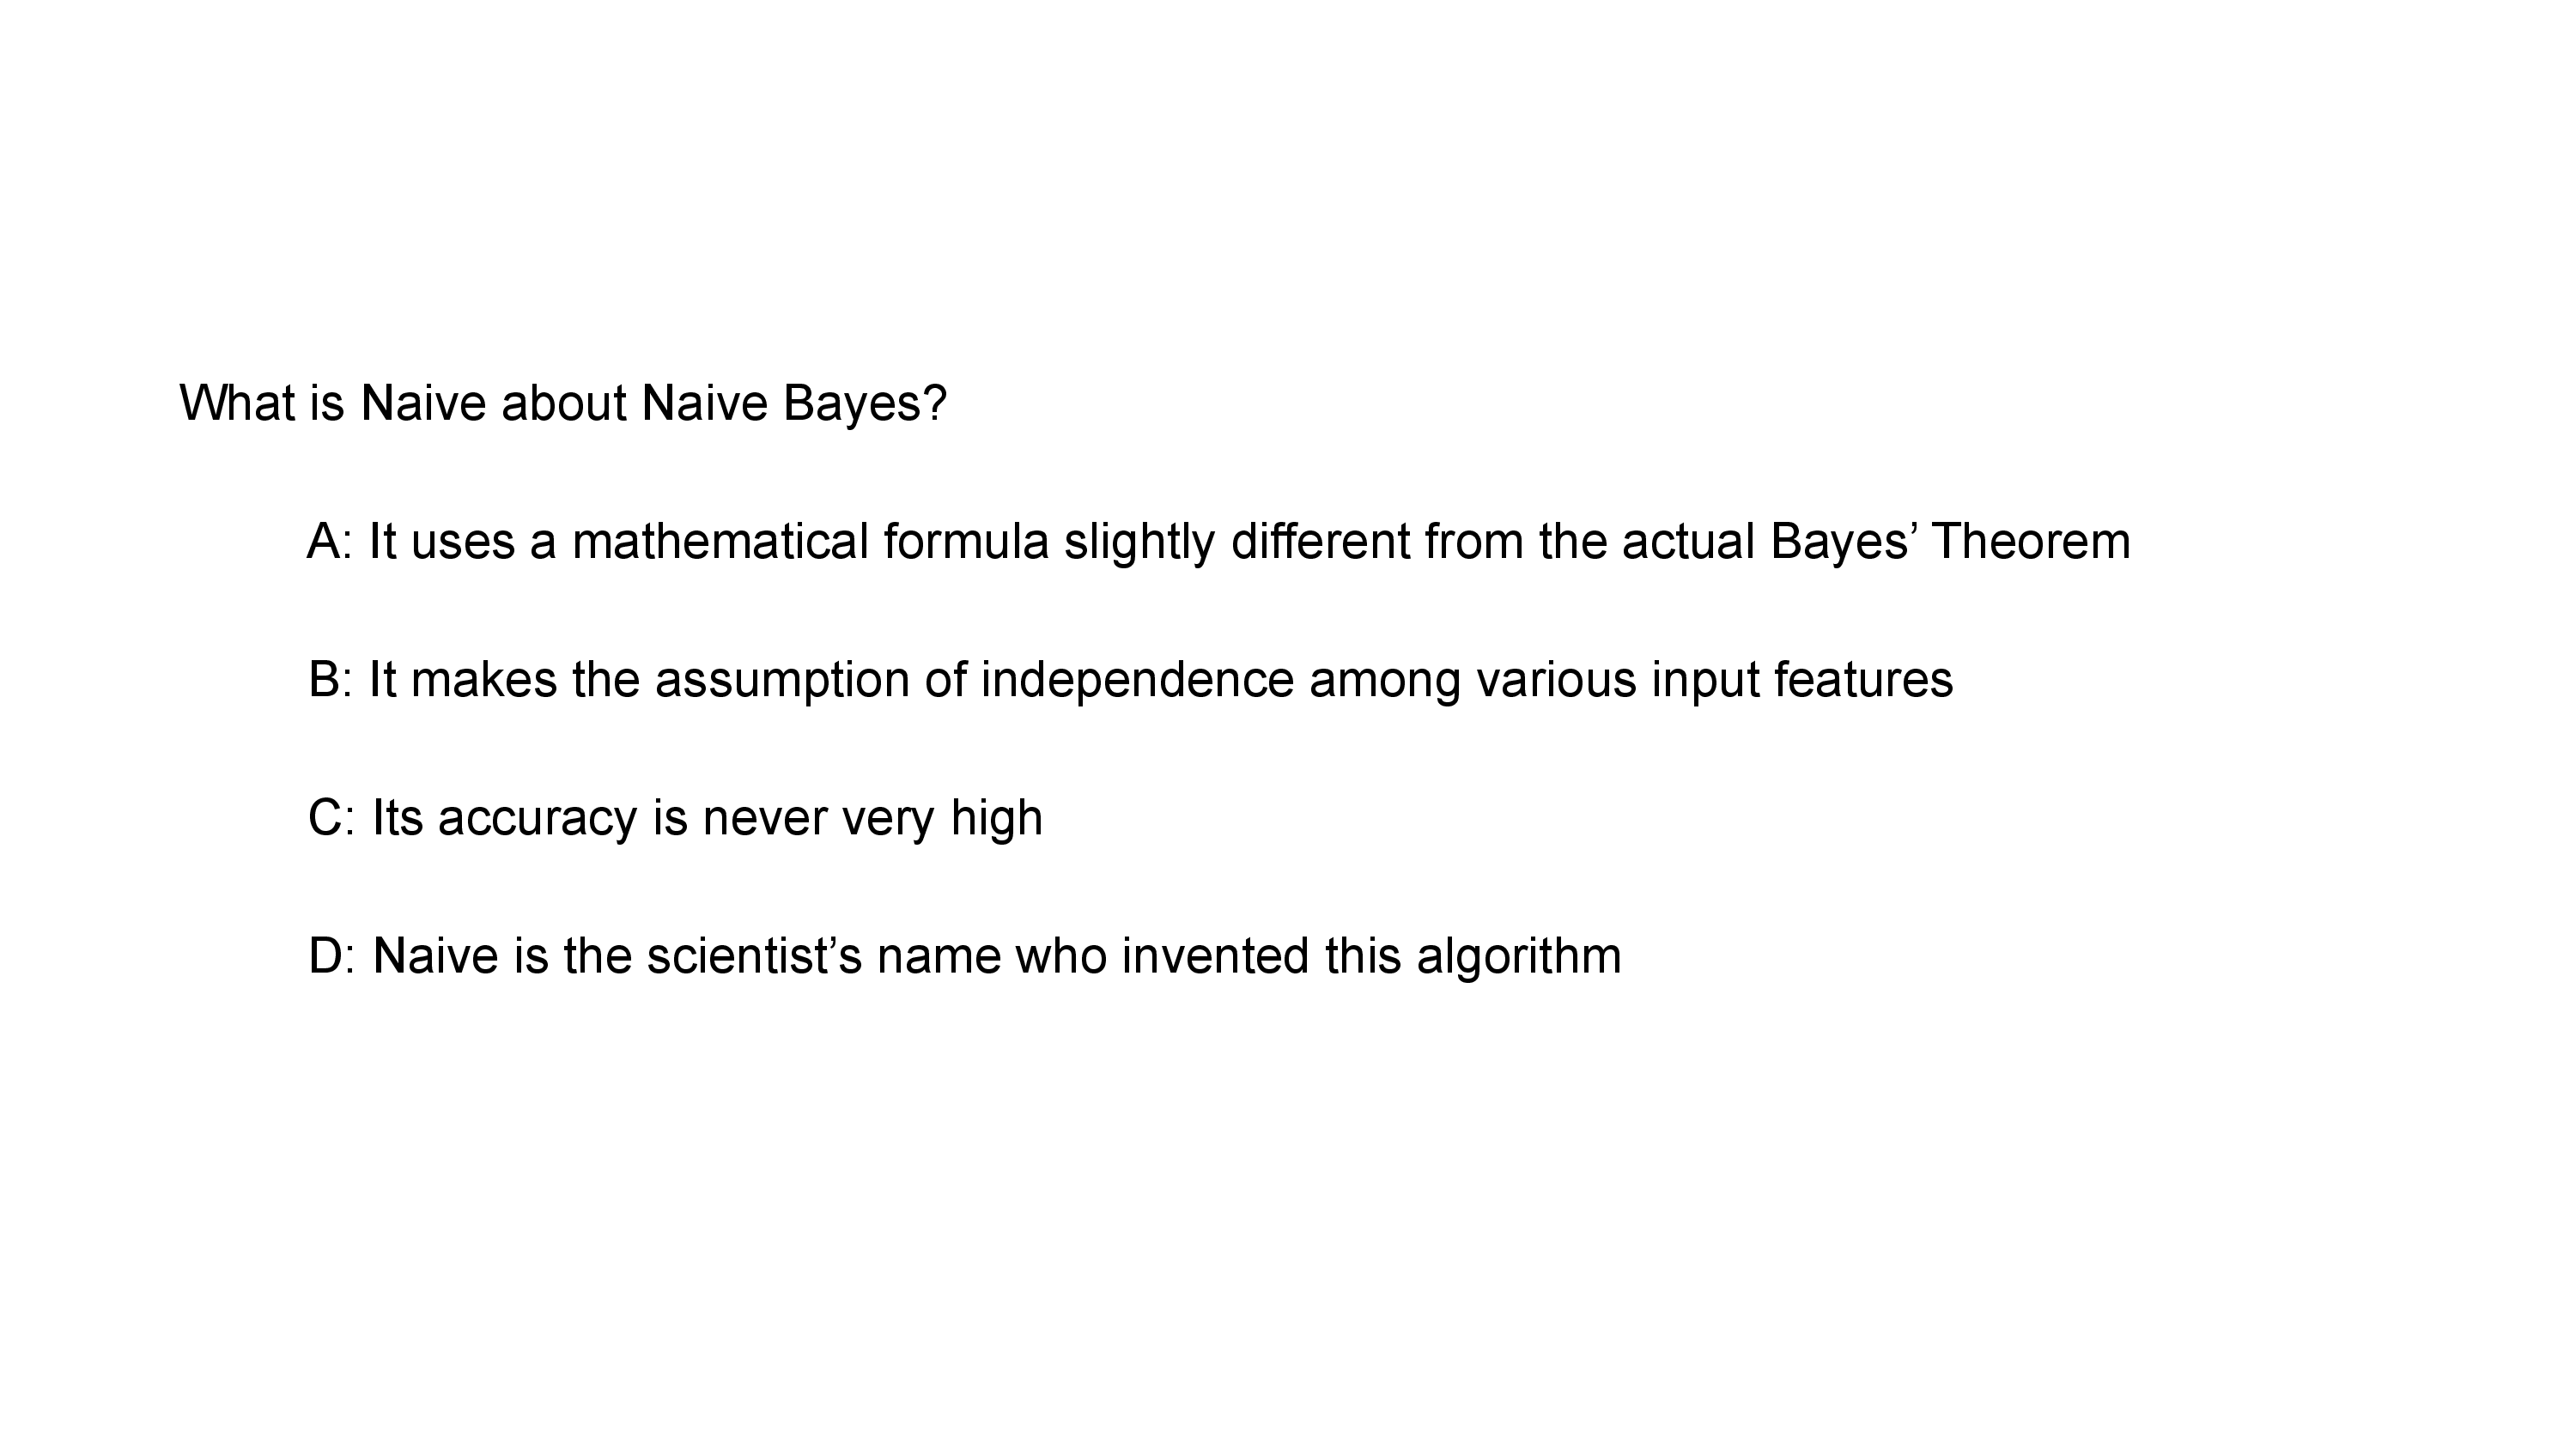 What is Naive about Naive Bayes?
A: It uses a mathematical formula slightly different from the actual Bayes’ Theorem
B: It makes the assumption of independence among various input features
C: Its accuracy is never very high
D: Naive is the scientist’s name who invented this algorithm